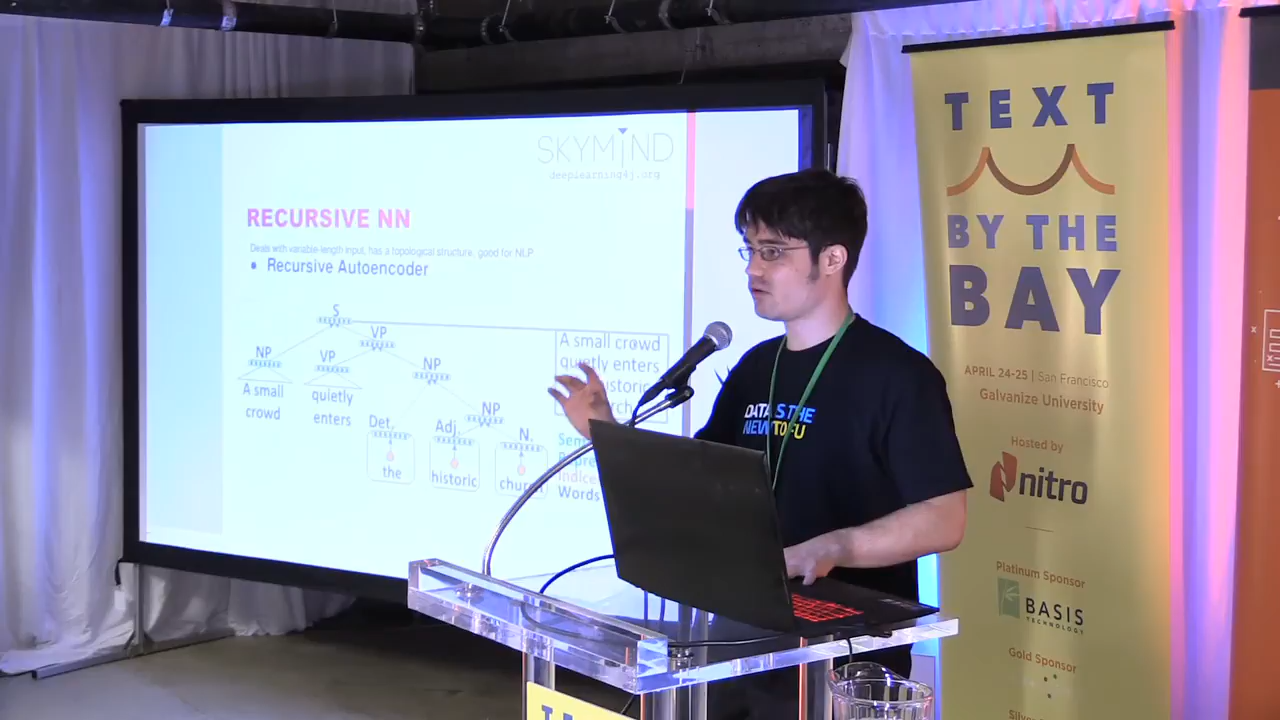 SKYMIND
deeplearning4j.org
RECURSIVE NN
Deals with variable-length input, has a topological structure, good for NLP
• Recursive Autoencoder
S
VP
NP
VP
NP
NP
A small
crowd
quietly
enters
Det.
Adj.
N.
the
historic
church
A small crowd
quietly enters
Words
DATA IS THE
NEW TOFU
TEXT
BY THE
BAY
APRIL 24-25 | San Francisco
Galvanize University
Hosted by
nitro
Platinum Sponsor
BASIS
TECHNOLOGY
Gold Sponsor